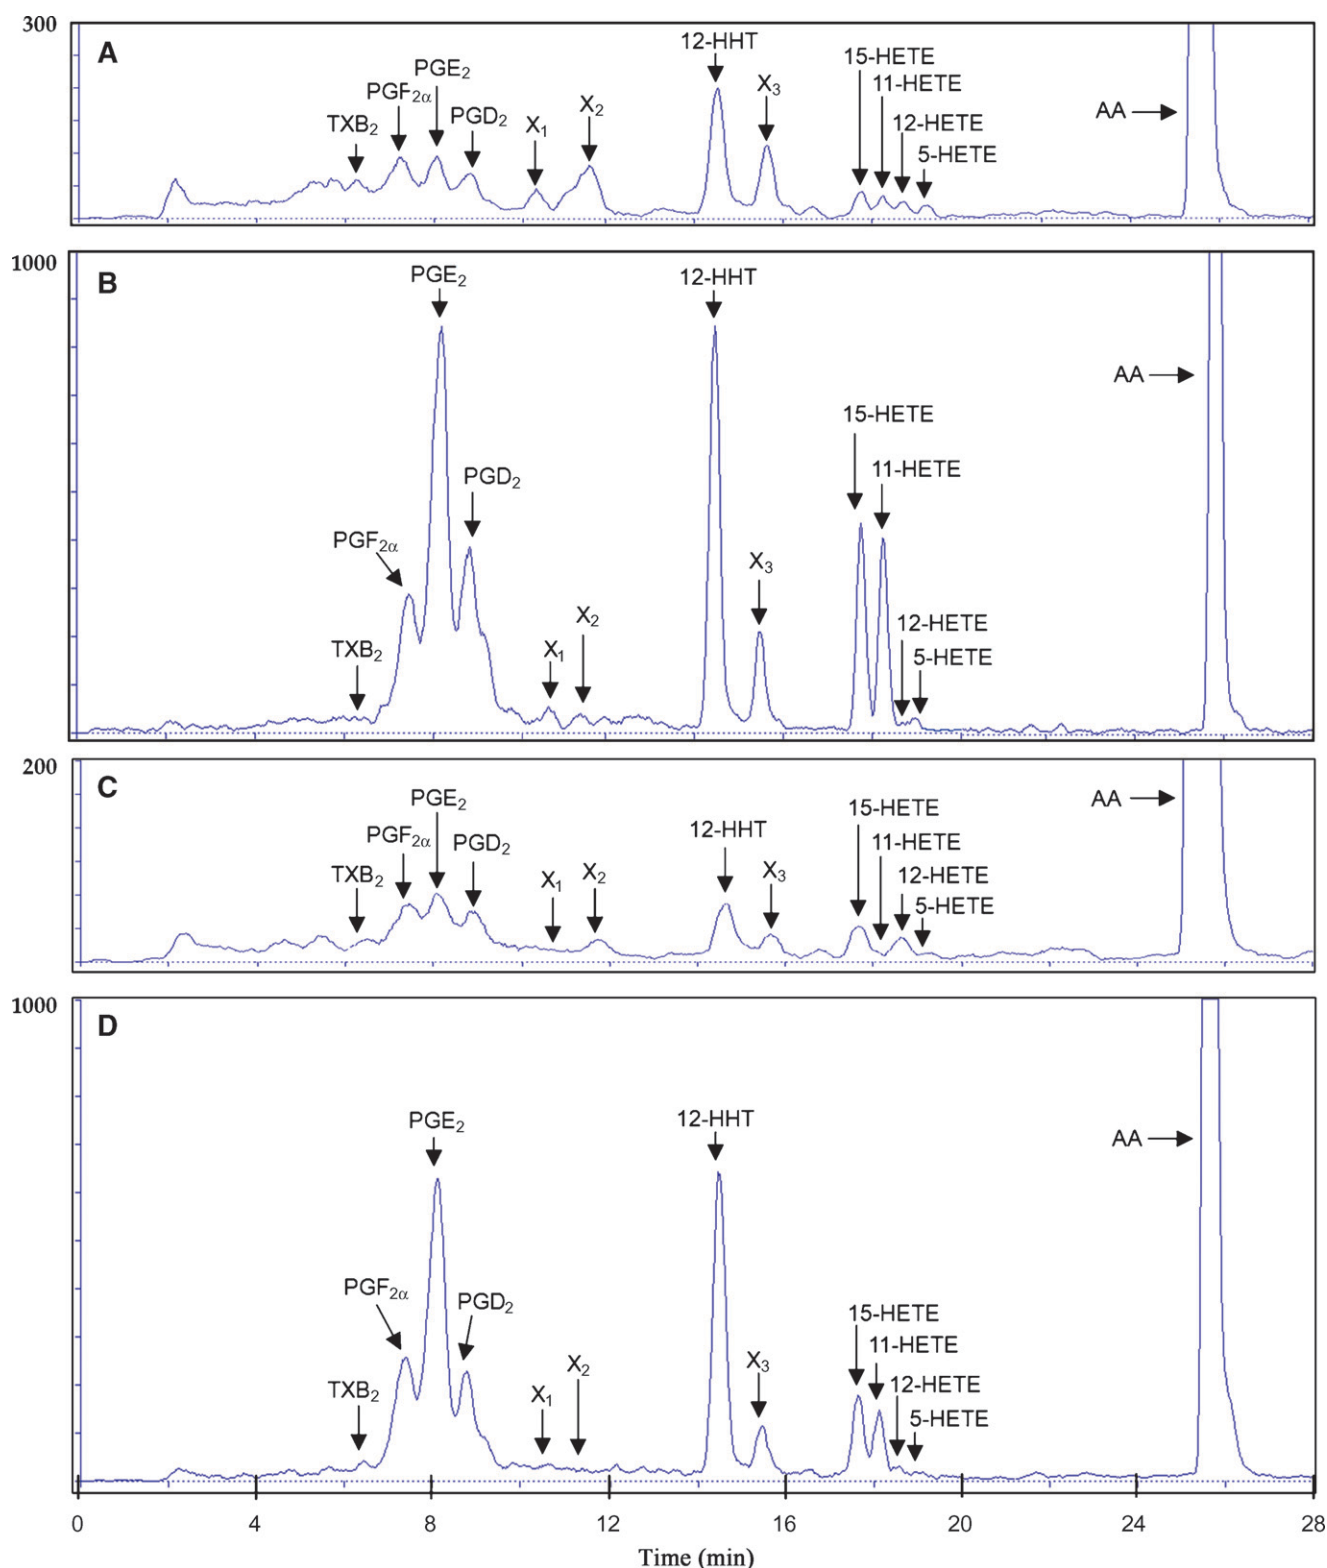 300
A
TXB₂
PGF₂α
PGE₂
PGD₂
X₁
X₂
12-HHT
X₃
15-HETE
11-HETE
12-HETE
5-HETE
AA
1000
B
TXB₂
PGF₂α
PGE₂
PGD₂
X₁
X₂
12-HHT
X₃
15-HETE
11-HETE
12-HETE
5-HETE
AA
200
C
TXB₂
PGF₂α
PGE₂
PGD₂
X₁
X₂
12-HHT
X₃
15-HETE
11-HETE
12-HETE
5-HETE
AA
1000
D
TXB₂
PGF₂α
PGE₂
PGD₂
X₁
X₂
12-HHT
X₃
15-HETE
11-HETE
12-HETE
5-HETE
AA
0 4 8 12 16 20 24 28
Time (min)